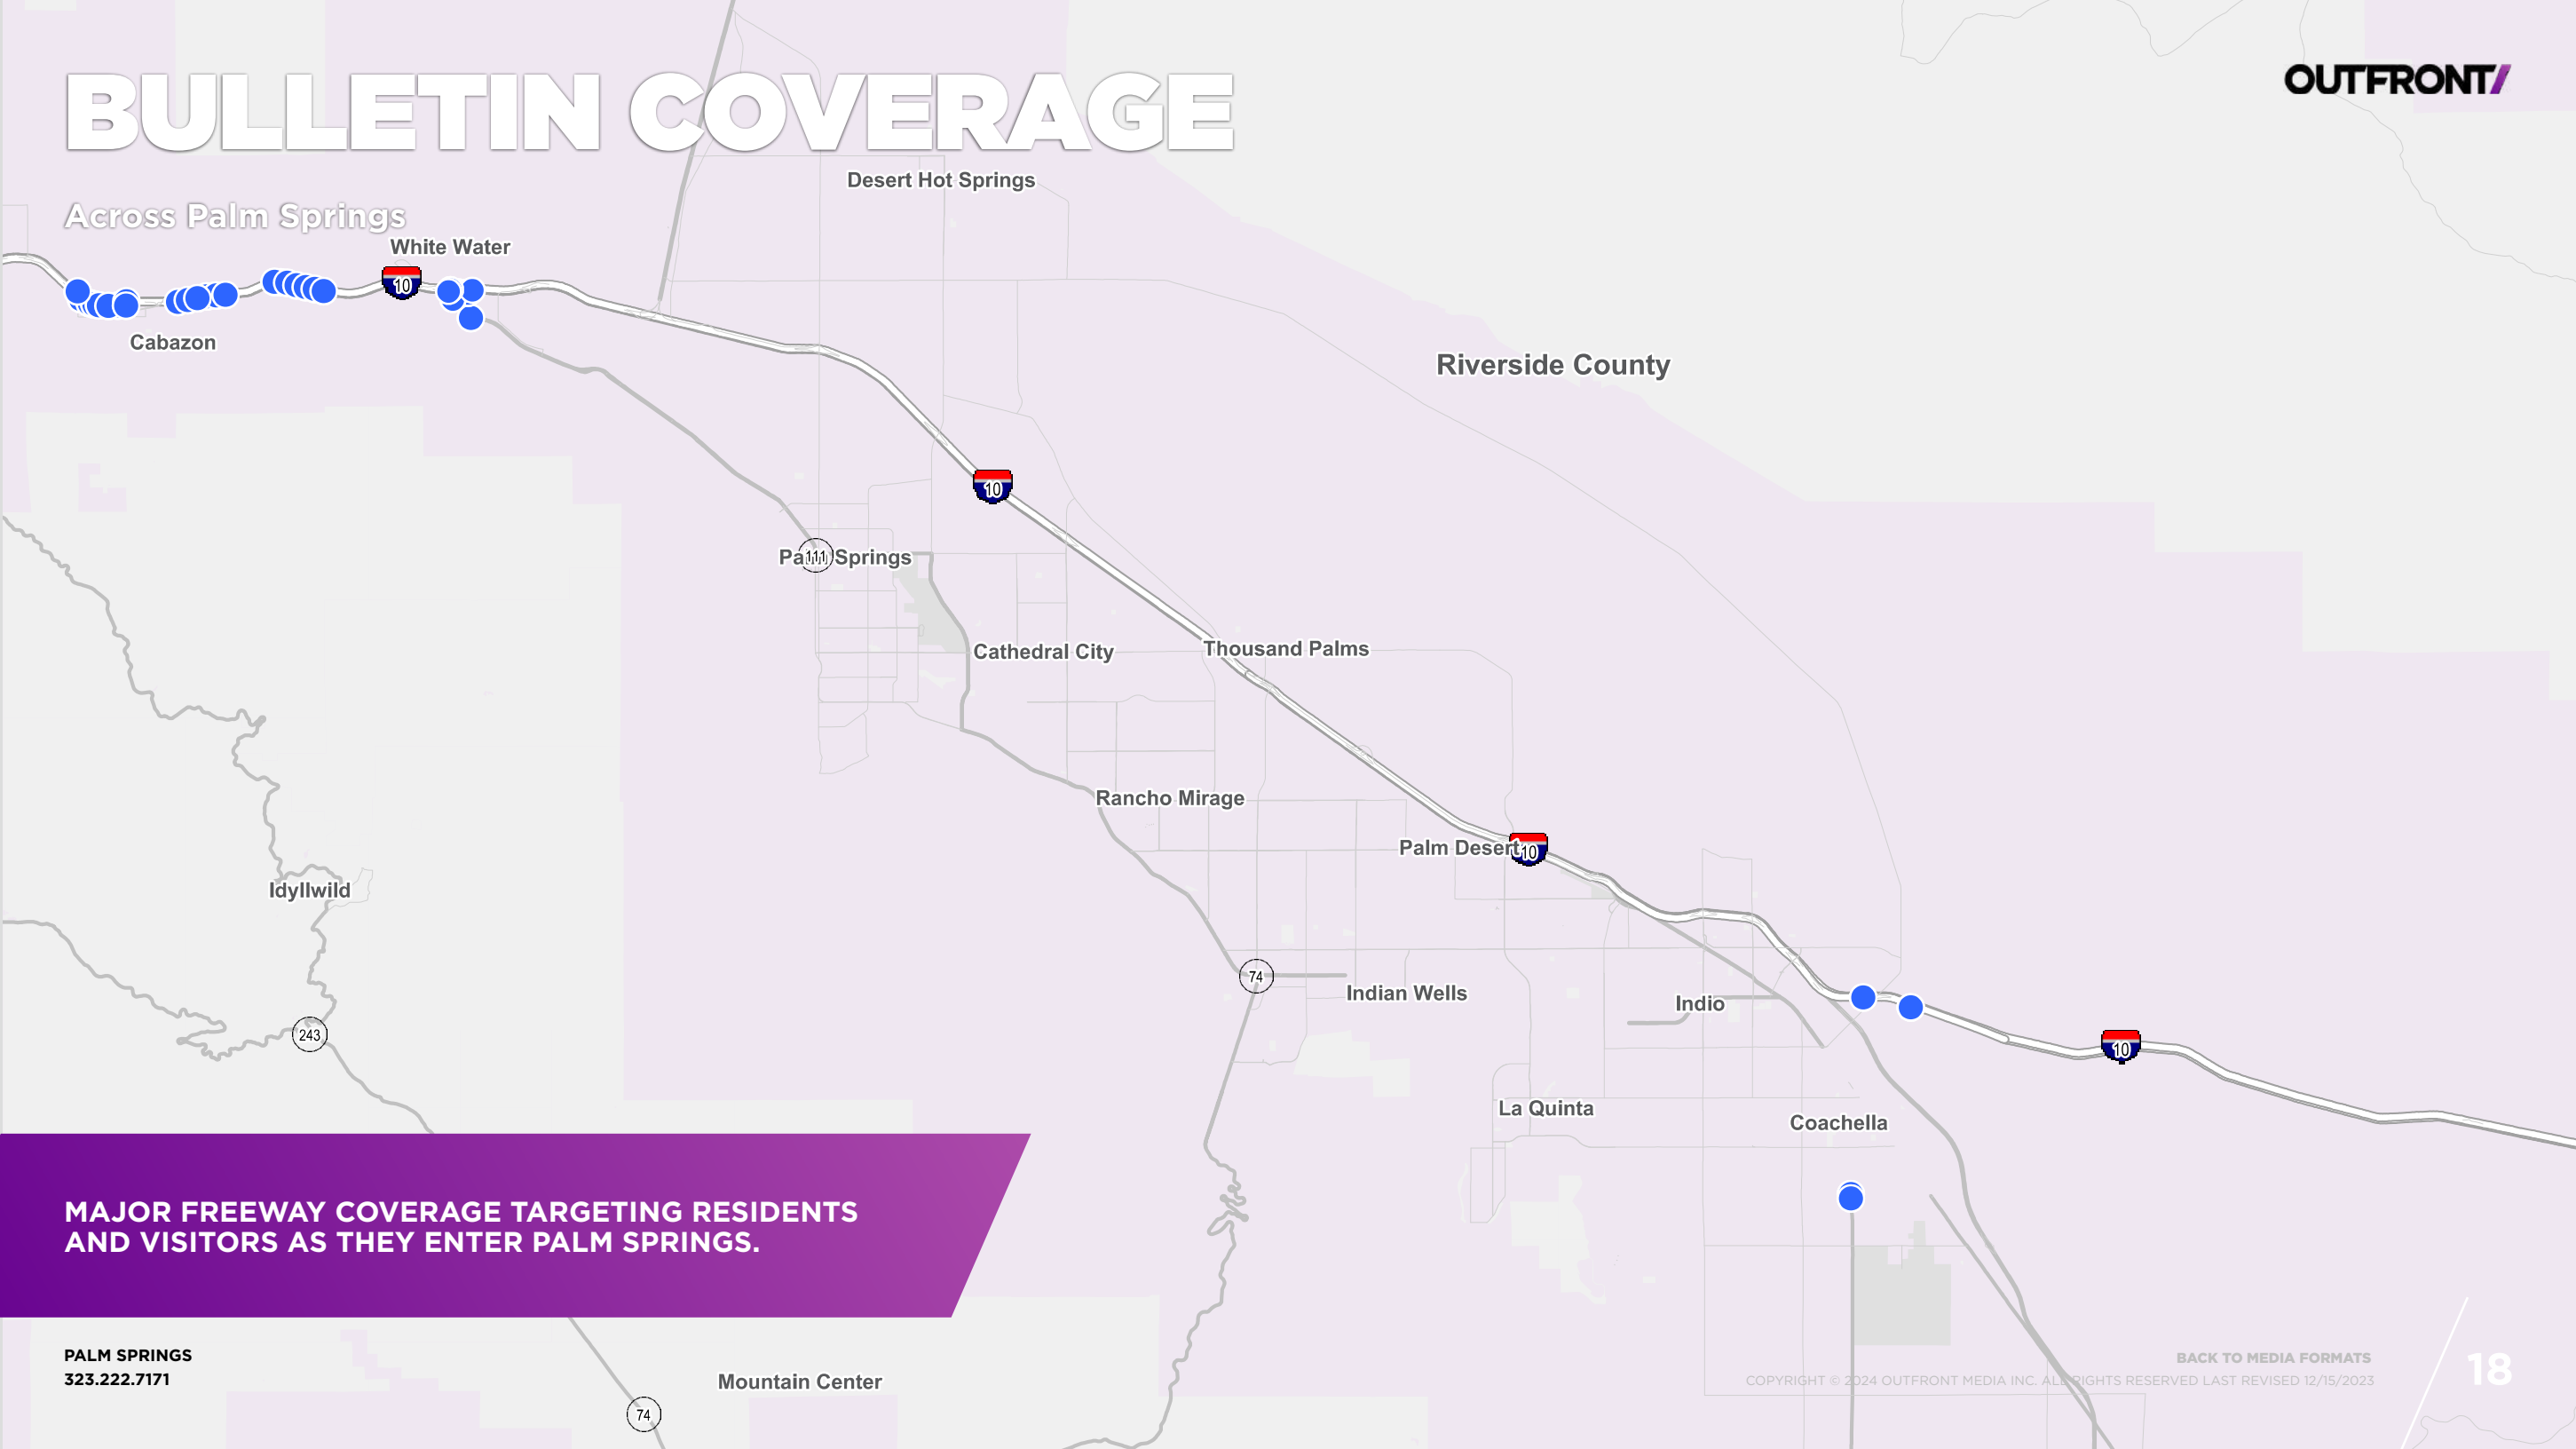 BULLETIN COVERAGE
OUTFRONT/
Desert Hot Springs
Across Palm Springs
White Water
10
Cabazon
Riverside County
10
Palm Springs
111
Cathedral City
Thousand Palms
Rancho Mirage
Palm Desert
10
Idyllwild
74
Indian Wells
Indio
243
10
La Quinta
Coachella
MAJOR FREEWAY COVERAGE TARGETING RESIDENTS
AND VISITORS AS THEY ENTER PALM SPRINGS.
PALM SPRINGS
323.222.7171
Mountain Center
74
BACK TO MEDIA FORMATS
COPYRIGHT © 2024 OUTFRONT MEDIA INC. ALL RIGHTS RESERVED LAST REVISED 12/15/2023
18